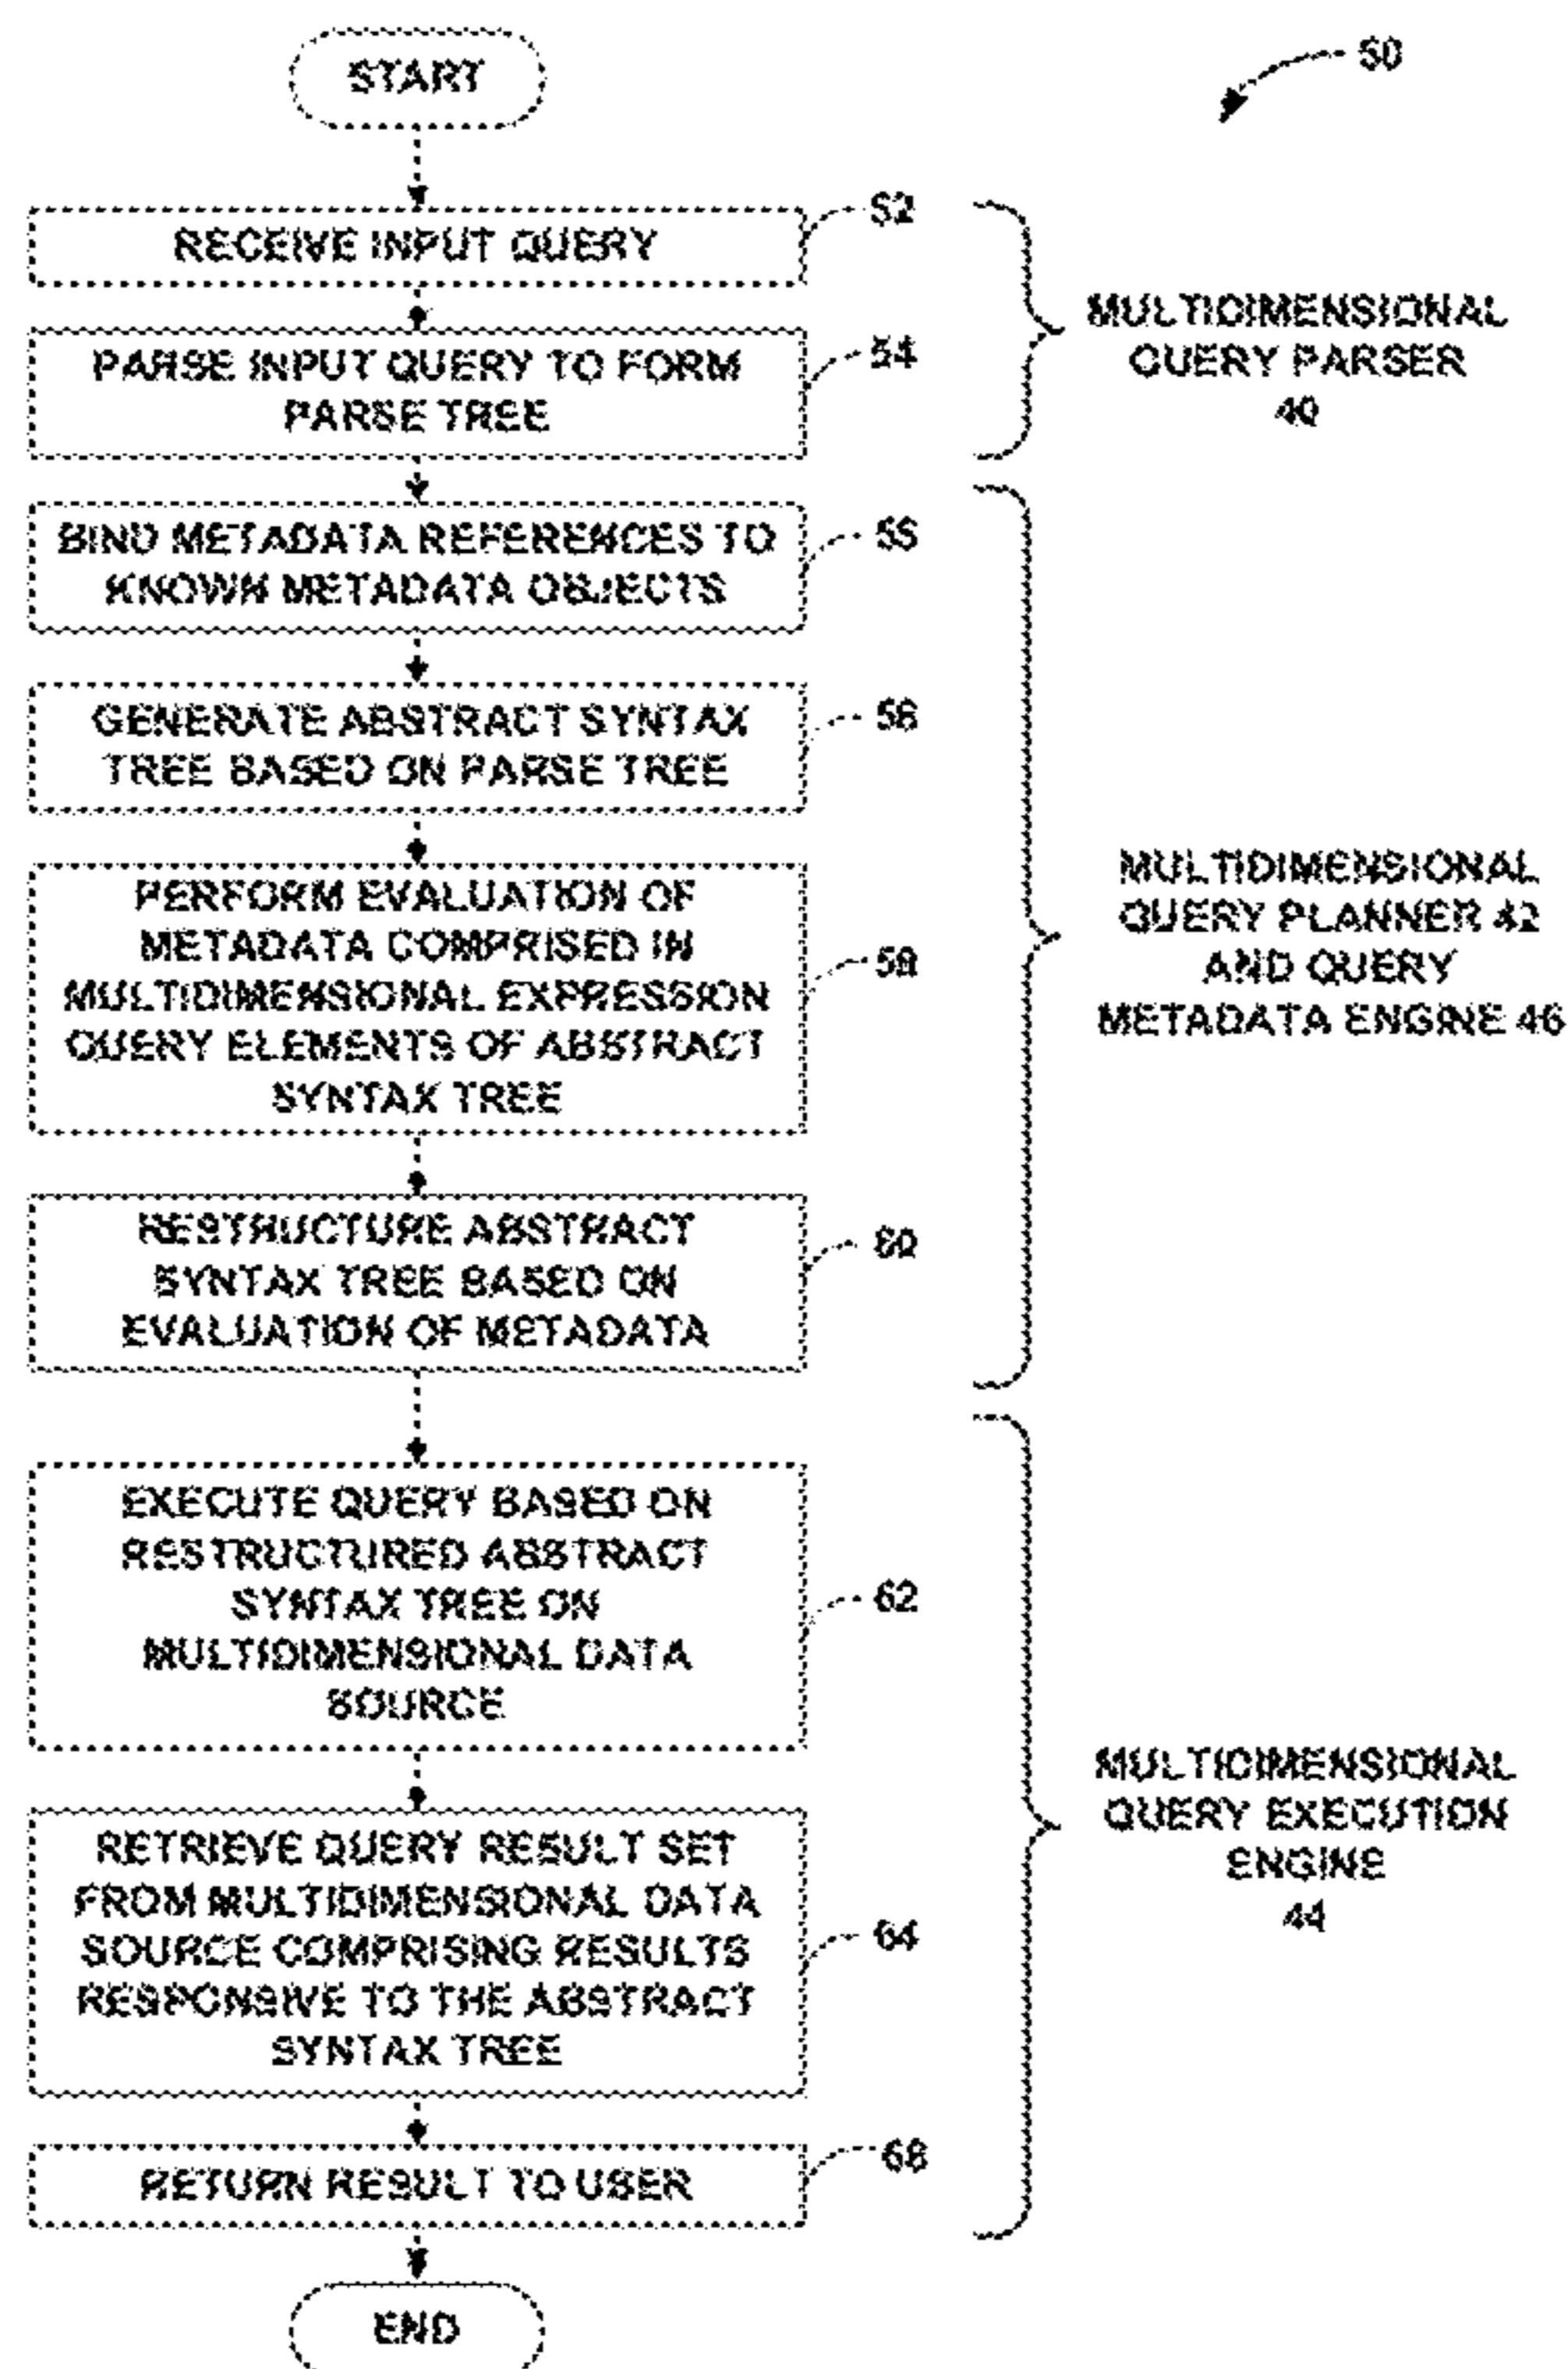 START
50
RECEIVE INPUT QUERY
52
PARSE INPUT QUERY TO FORM
PARSE TREE
54
MULTIDIMENSIONAL
QUERY PARSER
40
BIND METADATA REFERENCES TO
KNOWN METADATA OBJECTS
55
GENERATE ABSTRACT SYNTAX
TREE BASED ON PARSE TREE
56
PERFORM EVALUATION OF
METADATA COMPRISED IN
MULTIDIMENSIONAL EXPRESSION
QUERY ELEMENTS OF ABSTRACT
SYNTAX TREE
MULTIDIMENSIONAL
QUERY PLANNER 42
AND QUERY
METADATA ENGINE 46
RESTRUCTURE ABSTRACT
SYNTAX TREE BASED ON
EVALUATION OF METADATA
60
EXECUTE QUERY BASED ON
RESTRUCTURED ABSTRACT
SYNTAX TREE ON
MULTIDIMENSIONAL DATA
SOURCE
62
RETRIEVE QUERY RESULT SET
FROM MULTIDIMENSIONAL DATA
SOURCE COMPRISING RESULTS
RESPONSIVE TO THE ABSTRACT
SYNTAX TREE
64
MULTIDIMENSIONAL
QUERY EXECUTION
ENGINE
44
RETURN RESULT TO USER
68
END